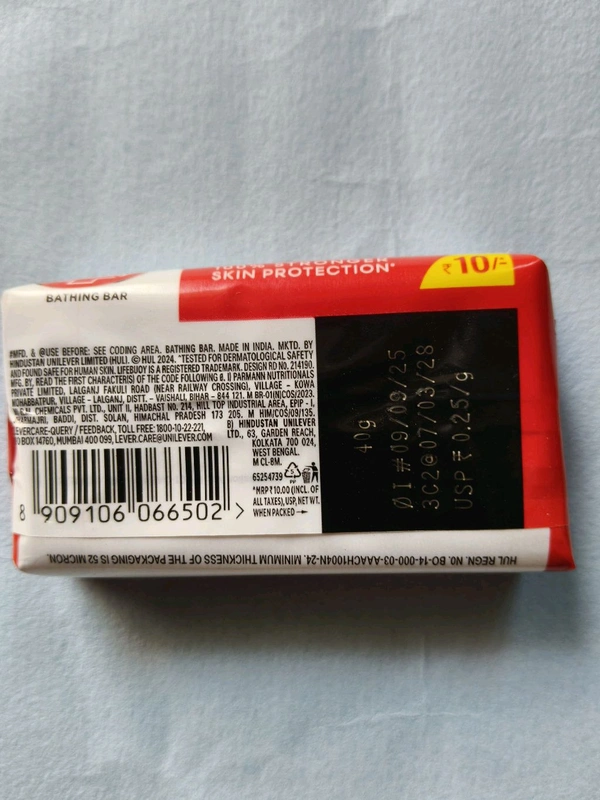 SKIN PROTECTION*
₹10/-
BATHING BAR
#MFD. & @USE BEFORE: SEE CODING AREA. BATHING BAR. MADE IN INDIA. MKTD. BY
HINDUSTAN UNILEVER LIMITED (HUL). © HUL 2024. *TESTED FOR DERMATOLOGICAL SAFETY
AND FOUND SAFE FOR HUMAN SKIN. LIFEBUOY IS A REGISTERED TRADEMARK. DESIGN RD No. 214190.
MFG. BY, READ THE FIRST CHARACTER(S) OF THE CODE FOLLOWING @. PARMANN NUTRITIONALS
PRIVATE LIMITED, LALGANJ FAKULI ROAD (NEAR RAILWAY CROSSING), VILLAGE - KOWA
VILLAGE - LALGANJ, DISTT. - VAISHALI, BIHAR - 844 121. M BR-01(N)COS/2023.
CHEMICALS PVT. LTD., UNIT II, HADBAST No. 214, HILL TOP INDUSTRIAL AREA, EPIP - I,
BADDI, DIST. SOLAN, HIMACHAL PRADESH 173 205. M HIM/COS/09/135.
LEVERCARE-QUERY / FEEDBACK, TOLL FREE: 1800-10-22-221,
BOX 14760, MUMBAI 400 099, LEVER.CARE@UNILEVER.COM
B) HINDUSTAN UNILEVER
LTD., 63, GARDEN REACH,
KOLKATA 700 024,
WEST BENGAL.
M CL-8M.
65254739
PP
*MRP ₹ 10.00 (INCL. OF
ALL TAXES), USP, NET WT.
WHEN PACKED →
8 909106 066502 >
40g
#09/09/25
3C2@07/03/28
USP ₹ 0.25/g
HUL REGN. NO. BO-14-000-03-AAACH1004N-24. MINIMUM THICKNESS OF THE PACKAGING IS 52 MICRON.